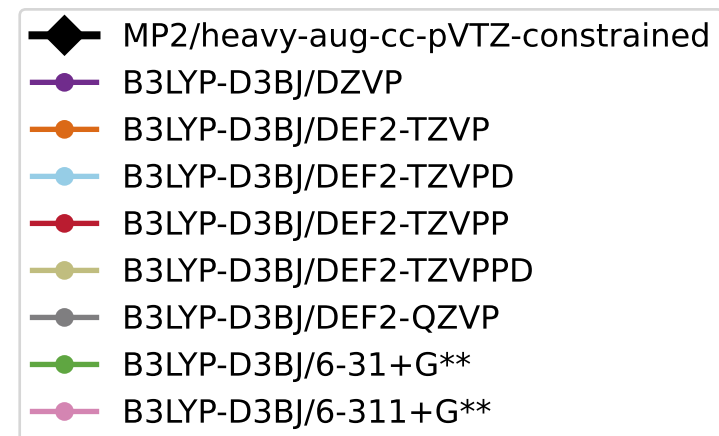 MP2/heavy-aug-cc-pVTZ-constrained
B3LYP-D3BJ/DZVP
B3LYP-D3BJ/DEF2-TZVP
B3LYP-D3BJ/DEF2-TZVPD
B3LYP-D3BJ/DEF2-TZVPP
B3LYP-D3BJ/DEF2-TZVPPD
B3LYP-D3BJ/DEF2-QZVP
B3LYP-D3BJ/6-31+G**
B3LYP-D3BJ/6-311+G**